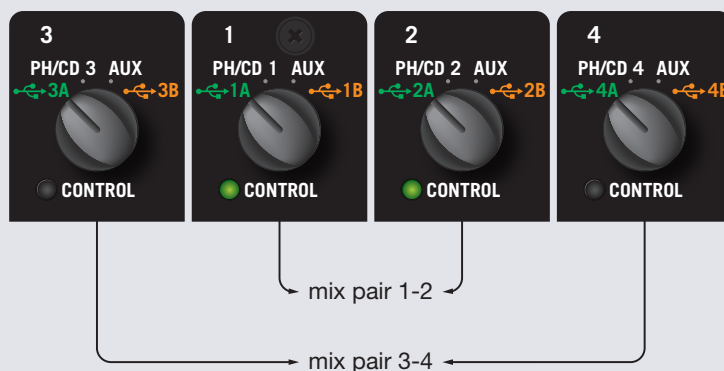 3 1 2 4
PH/CD 3 AUX PH/CD 1 AUX PH/CD 2 AUX PH/CD 4 AUX
3A 3B 1A 1B 2A 2B 4A 4B
CONTROL CONTROL CONTROL CONTROL
mix pair 1-2
mix pair 3-4